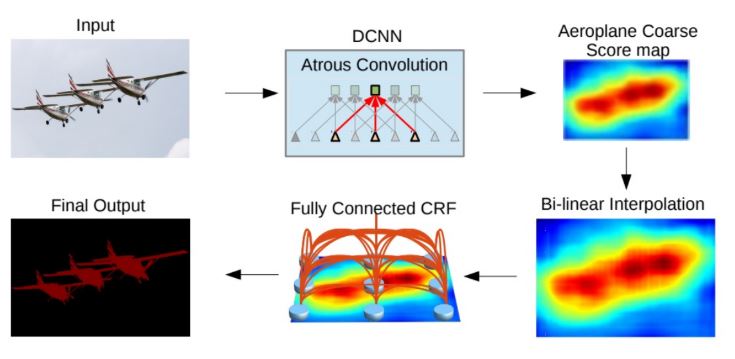 Input
DCNN
Atrous Convolution
Aeroplane Coarse
Score map
Bi-linear Interpolation
Fully Connected CRF
Final Output